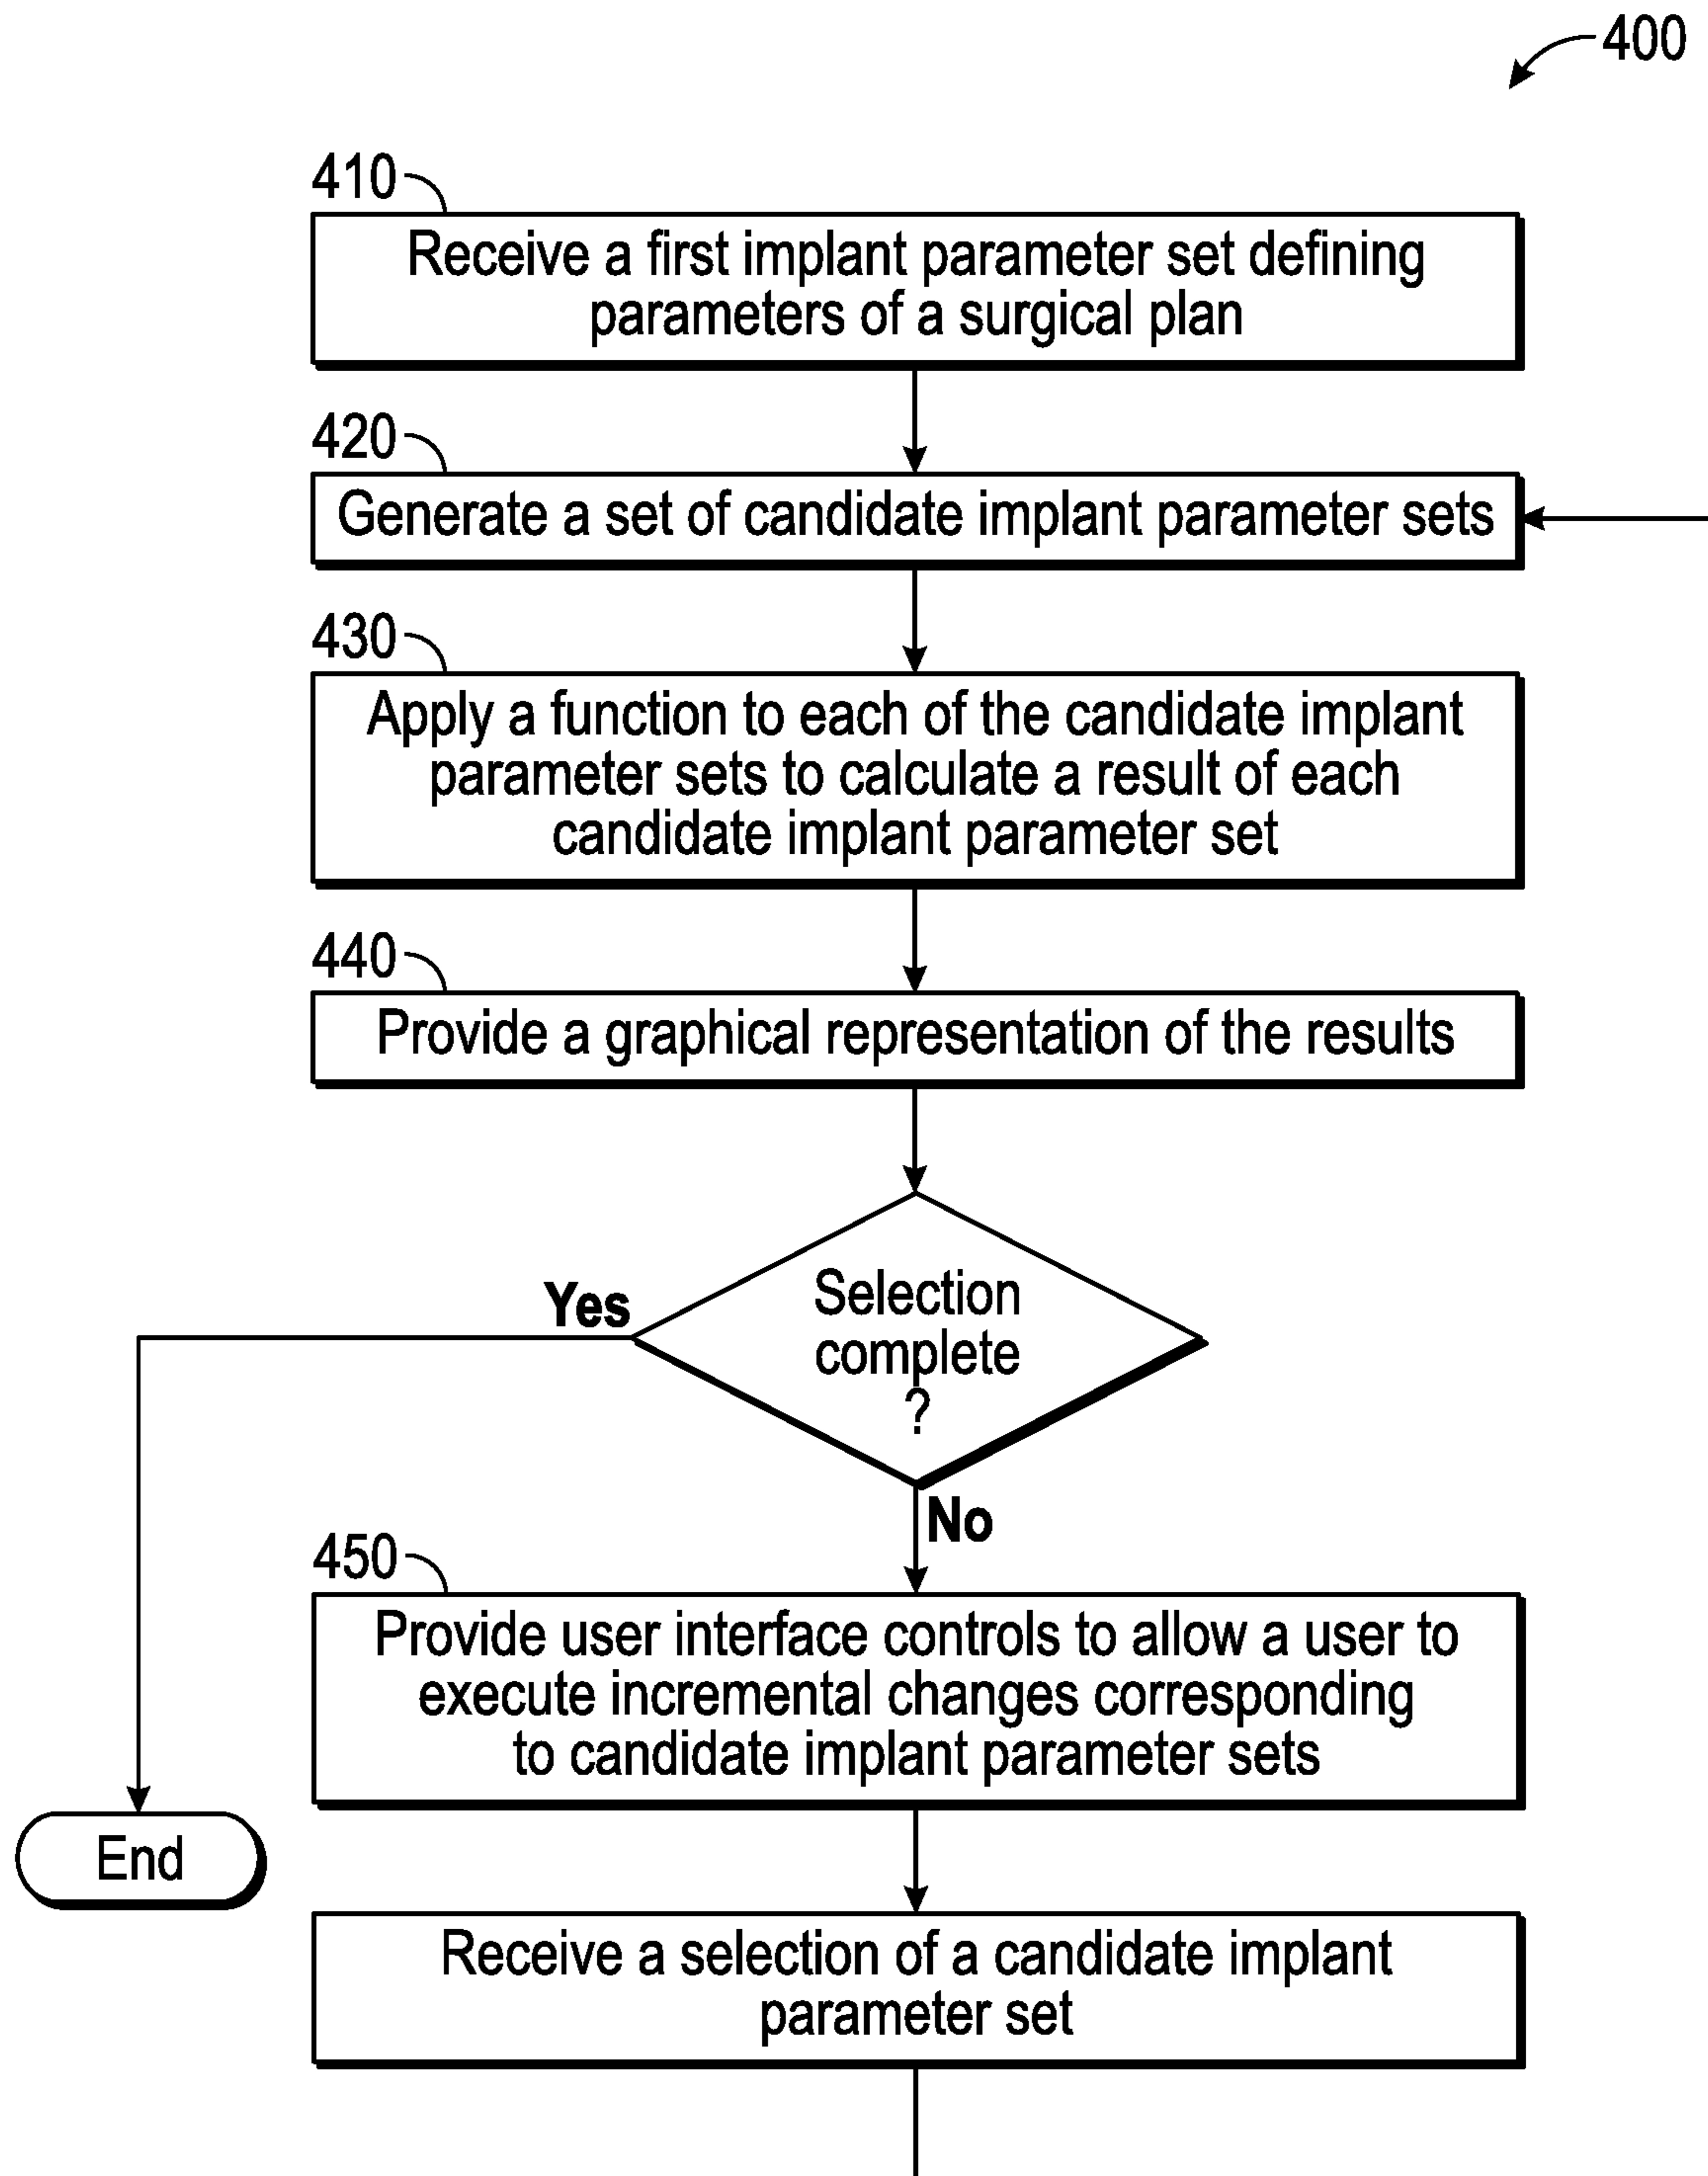 400
410
Receive a first implant parameter set defining
parameters of a surgical plan
420
Generate a set of candidate implant parameter sets
430
Apply a function to each of the candidate implant
parameter sets to calculate a result of each
candidate implant parameter set
440
Provide a graphical representation of the results
Selection
complete
?
Yes
No
450
Provide user interface controls to allow a user to
execute incremental changes corresponding
to candidate implant parameter sets
End
Receive a selection of a candidate implant
parameter set